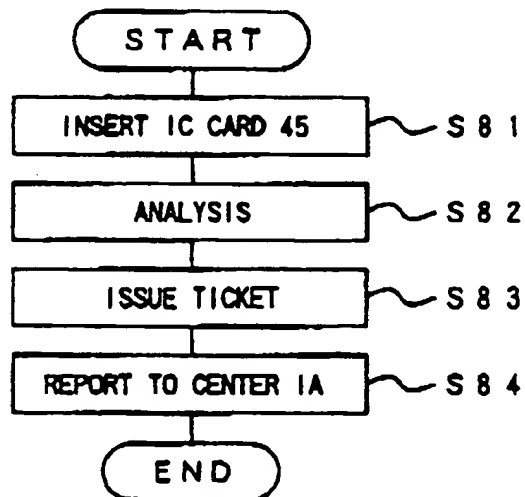 START
INSERT IC CARD 45
S81
ANALYSIS
S82
ISSUE TICKET
S83
REPORT TO CENTER 1A
S84
END